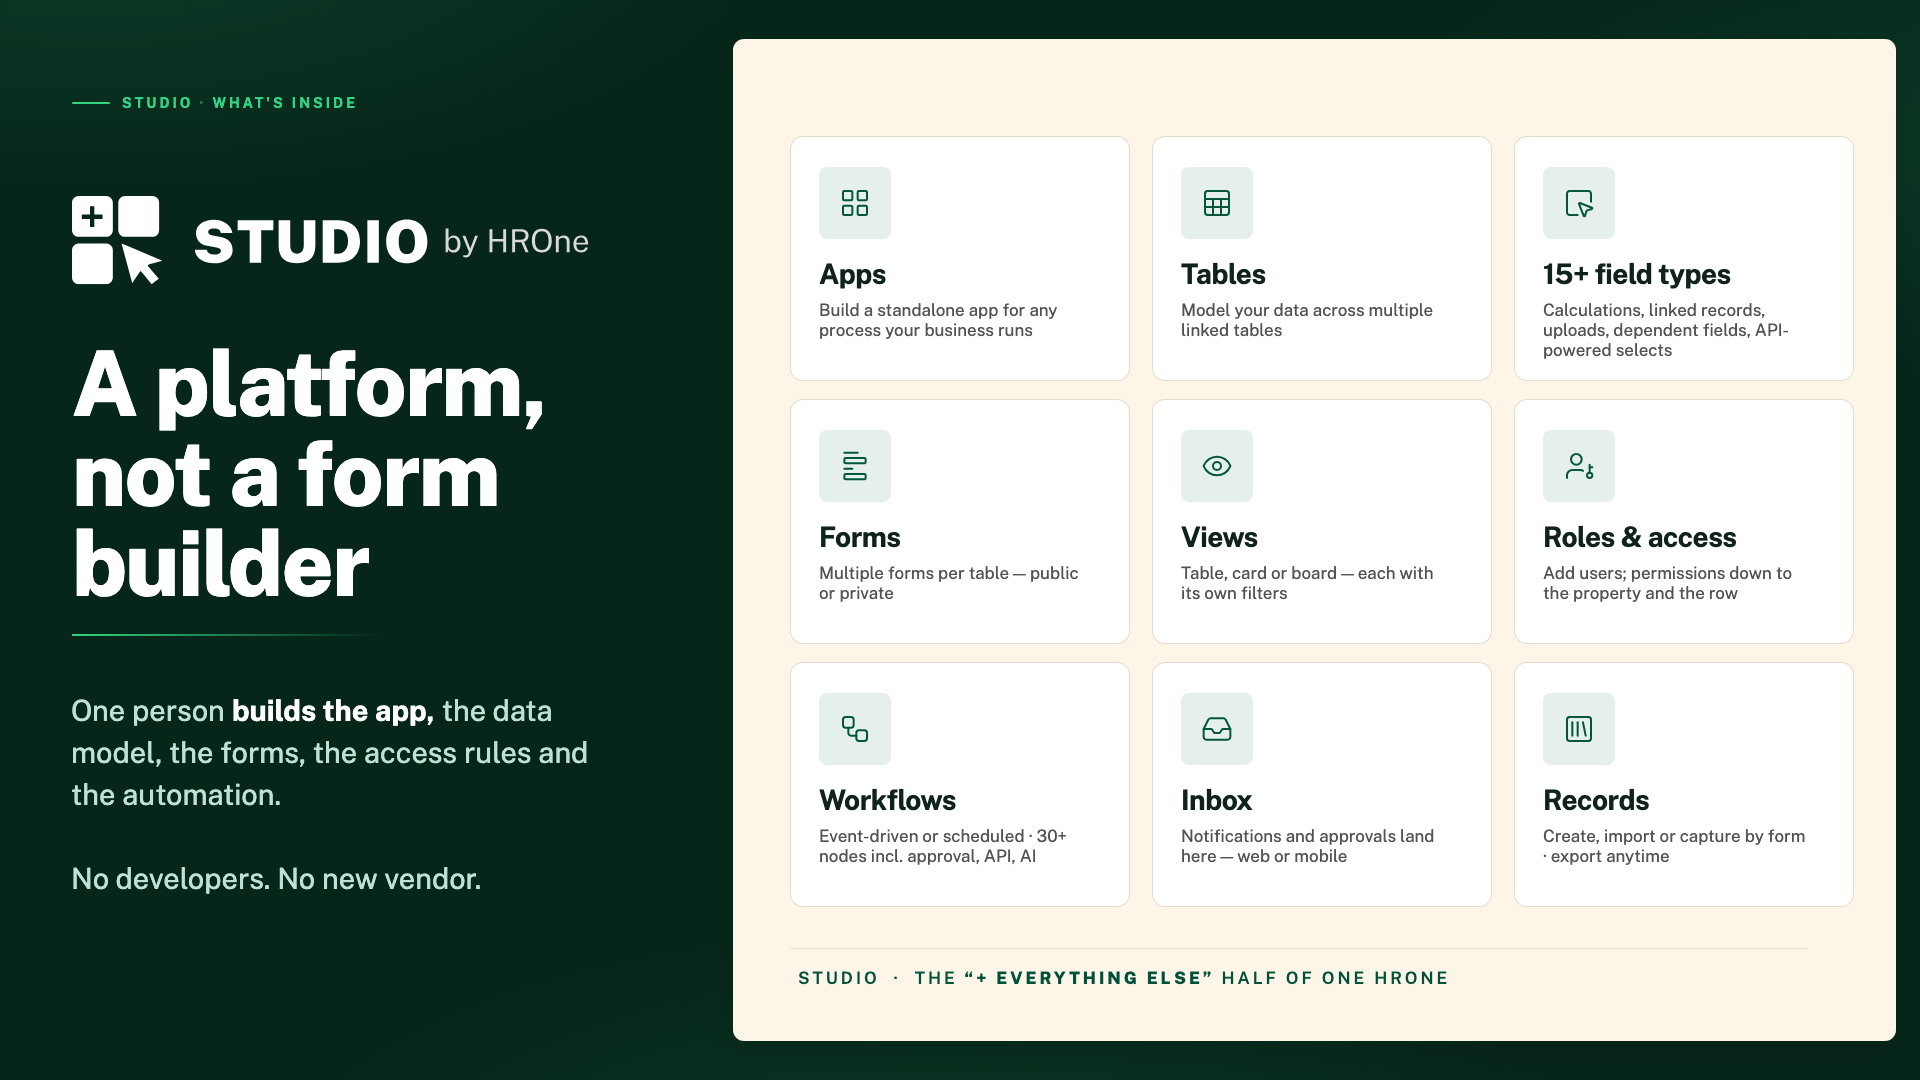 STUDIO · WHAT'S INSIDE
STUDIO by HROne
A platform,
not a form
builder
One person builds the app, the data
model, the forms, the access rules and
the automation.
No developers. No new vendor.
Apps
Build a standalone app for any
process your business runs
Tables
Model your data across multiple
linked tables
15+ field types
Calculations, linked records,
uploads, dependent fields, API-
powered selects
Forms
Multiple forms per table — public
or private
Views
Table, card or board — each with
its own filters
Roles & access
Add users; permissions down to
the property and the row
Workflows
Event-driven or scheduled · 30+
nodes incl. approval, API, AI
Inbox
Notifications and approvals land
here — web or mobile
Records
Create, import or capture by form
· export anytime
STUDIO · THE “+ EVERYTHING ELSE” HALF OF ONE HRONE